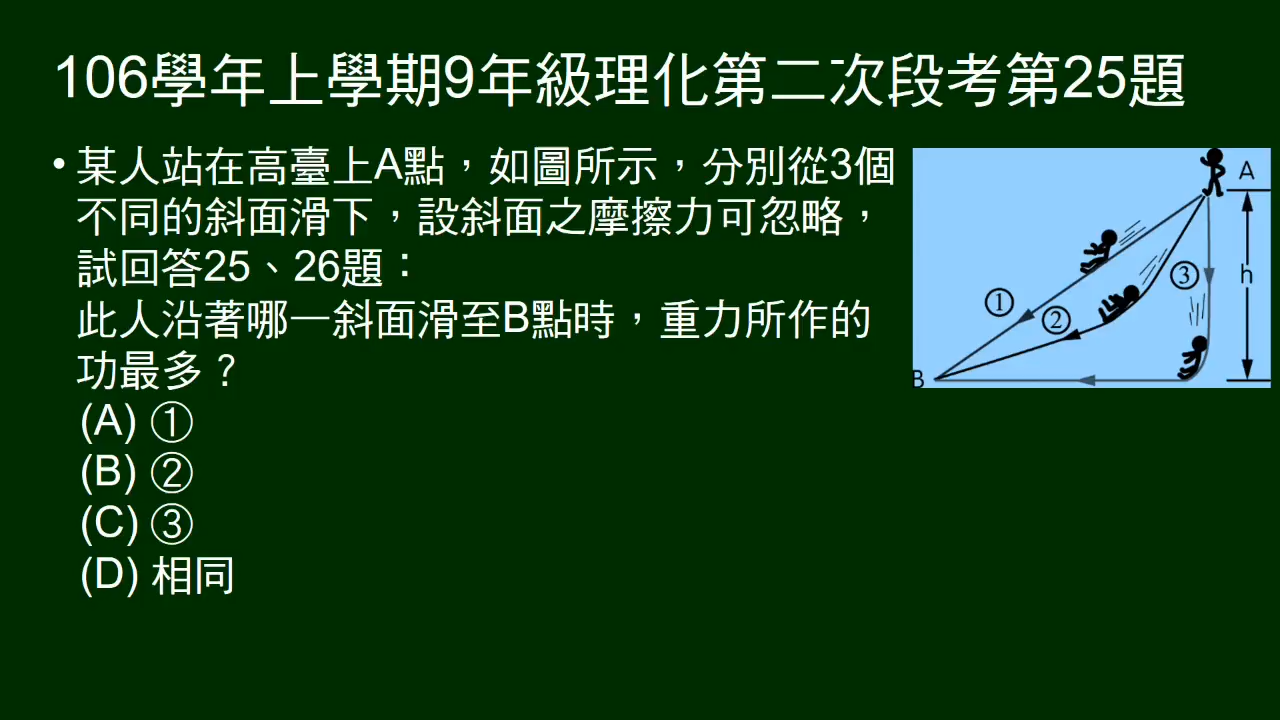 106學年上學期9年級理化第二次段考第25題
•某人站在高臺上A點，如圖所示，分別從3個
不同的斜面滑下，設斜面之摩擦力可忽略，
試回答25、26題：
此人沿著哪一斜面滑至B點時，重力所作的
功最多？
(A) ①
(B) ②
(C) ③
(D) 相同
A
③
h
①
②
B